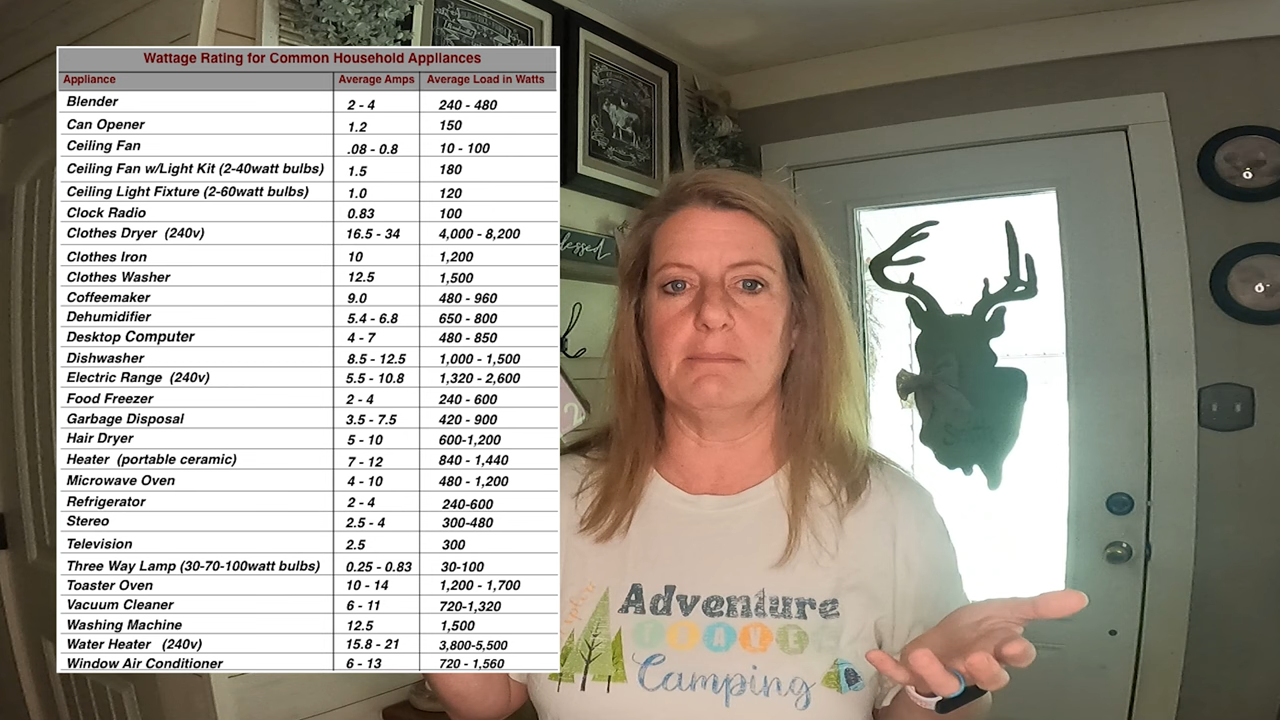 Wattage Rating for Common Household Appliances
Appliance Average Amps Average Load in Watts
Blender 2 - 4 240 - 480
Can Opener 1.2 150
Ceiling Fan .08 - 0.8 10 - 100
Ceiling Fan w/Light Kit (2-40watt bulbs) 1.5 180
Ceiling Light Fixture (2-60watt bulbs) 1.0 120
Clock Radio 0.83 100
Clothes Dryer (240v) 16.5 - 34 4,000 - 8,200
Clothes Iron 10 1,200
Clothes Washer 12.5 1,500
Coffeemaker 9.0 480 - 960
Dehumidifier 5.4 - 6.8 650 - 800
Desktop Computer 4 - 7 480 - 850
Dishwasher 8.5 - 12.5 1,000 - 1,500
Electric Range (240v) 5.5 - 10.8 1,320 - 2,600
Food Freezer 2 - 4 240 - 600
Garbage Disposal 3.5 - 7.5 420 - 900
Hair Dryer 5 - 10 600-1,200
Heater (portable ceramic) 7 - 12 840 - 1,440
Microwave Oven 4 - 10 480 - 1,200
Refrigerator 2 - 4 240-600
Stereo 2.5 - 4 300-480
Television 2.5 300
Three Way Lamp (30-70-100watt bulbs) 0.25 - 0.83 30-100
Toaster Oven 10 - 14 1,200 - 1,700
Vacuum Cleaner 6 - 11 720-1,320
Washing Machine 12.5 1,500
Water Heater (240v) 15.8 - 21 3,800-5,500
Window Air Conditioner 6 - 13 720 - 1,560
essed
Adventure
Camping